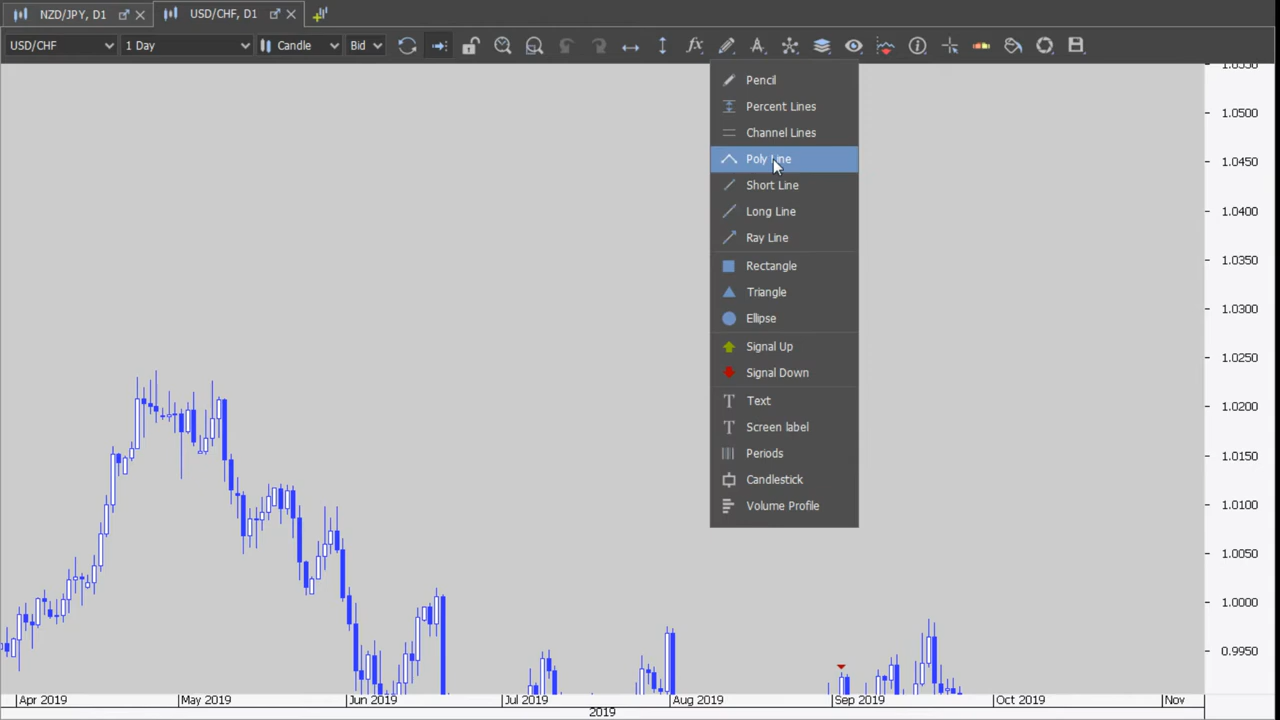 NZD/JPY, D1
USD/CHF, D1
USD/CHF
1 Day
Candle
Bid
Pencil
Percent Lines
Channel Lines
Poly Line
Short Line
Long Line
Ray Line
Rectangle
Triangle
Ellipse
Signal Up
Signal Down
Text
Screen label
Periods
Candlestick
Volume Profile
1.0550
1.0500
1.0450
1.0400
1.0350
1.0300
1.0250
1.0200
1.0150
1.0100
1.0050
1.0000
0.9950
Apr 2019 May 2019 Jun 2019 Jul 2019 Aug 2019 Sep 2019 Oct 2019 Nov
2019